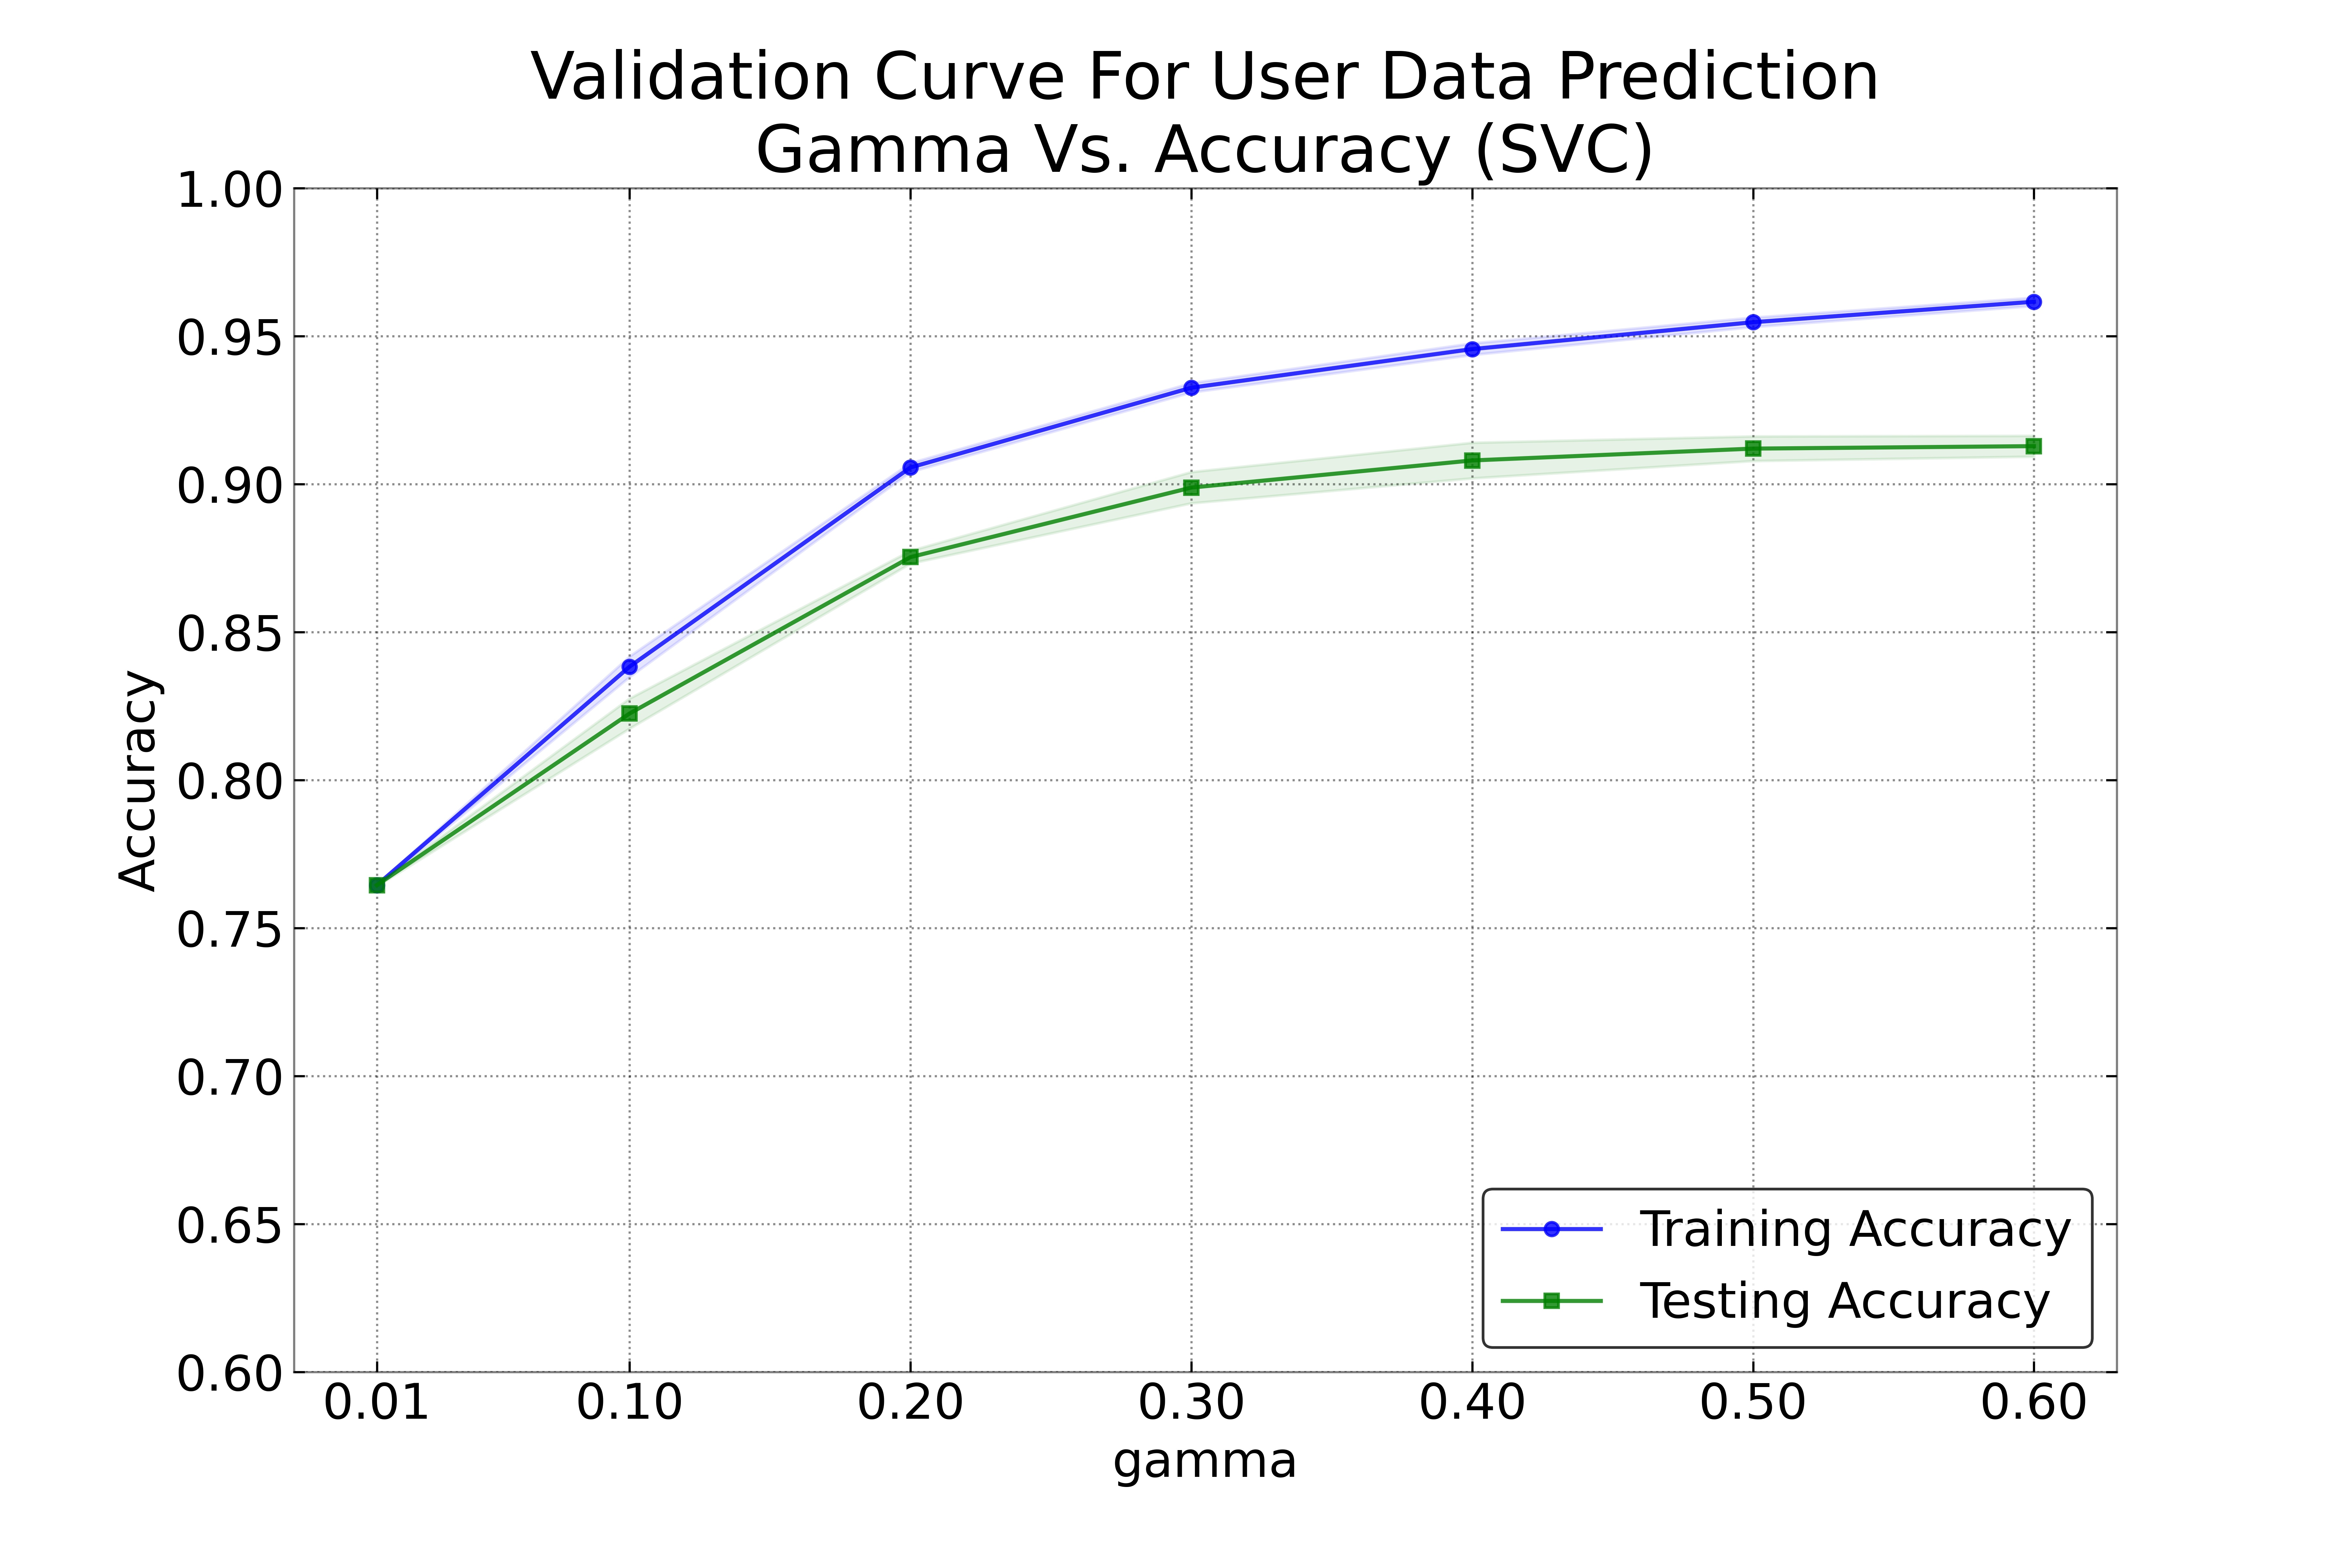 Validation Curve For User Data Prediction
Gamma Vs. Accuracy (SVC)
1.00
0.95
0.90
0.85
0.80
0.75
0.70
0.65
0.60
Accuracy
Training Accuracy
Testing Accuracy
0.01 0.10 0.20 0.30 0.40 0.50 0.60
gamma